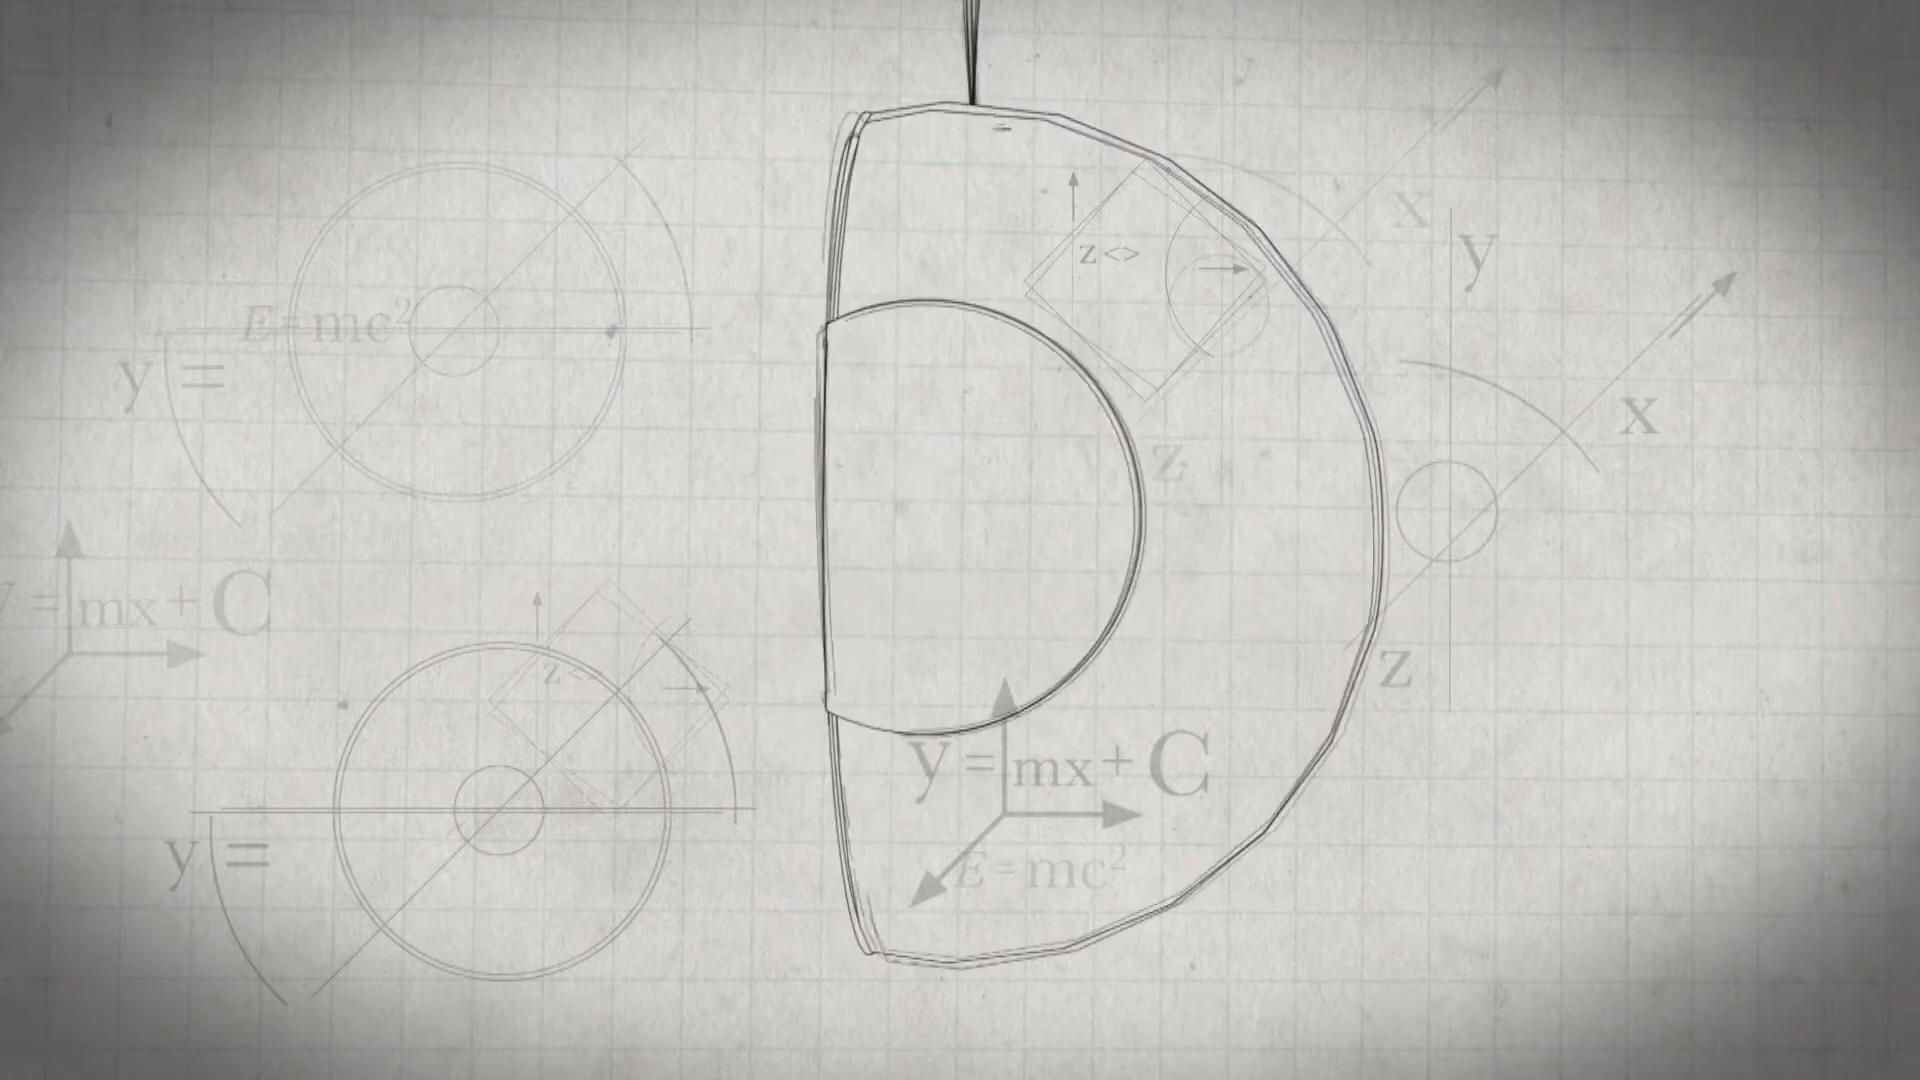 x
y
z <>
E = mc²
y =
x
z
y = mx + C
z
z
y = mx + C
y =
E = mc²